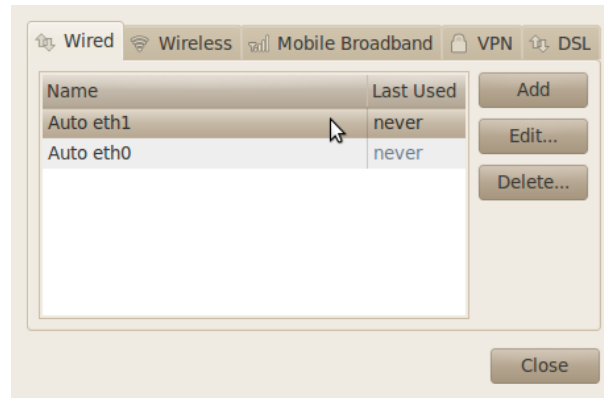 Wired Wireless Mobile Broadband VPN DSL
Name Last Used
Auto eth1 never
Auto eth0 never
Add
Edit...
Delete...
Close